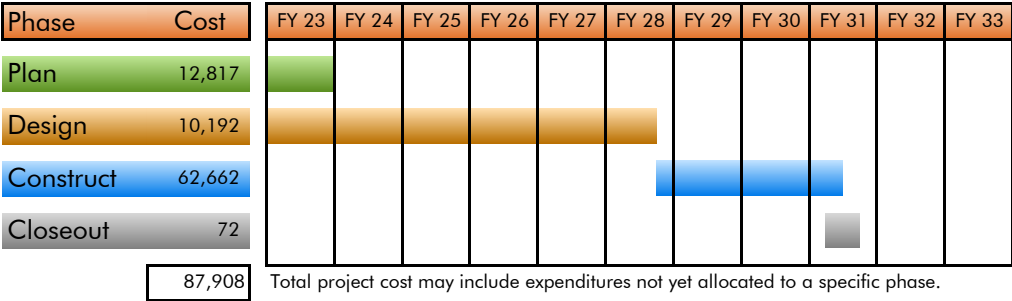 Phase Cost FY 23 FY 24 FY 25 FY 26 FY 27 FY 28 FY 29 FY 30 FY 31 FY 32 FY 33
Plan 12,817
Design 10,192
Construct 62,662
Closeout 72
87,908 Total project cost may include expenditures not yet allocated to a specific phase.